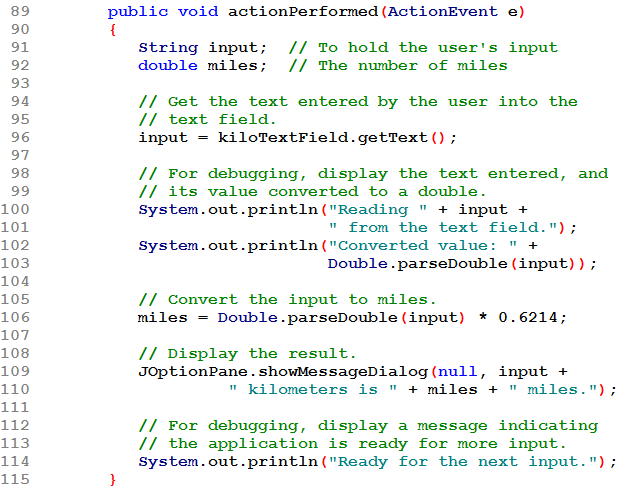 89 public void actionPerformed(ActionEvent e)
90 {
91 String input; // To hold the user's input
92 double miles; // The number of miles
93
94 // Get the text entered by the user into the
95 // text field.
96 input = kiloTextField.getText();
97
98 // For debugging, display the text entered, and
99 // its value converted to a double.
100 System.out.println("Reading " + input +
101 " from the text field.");
102 System.out.println("Converted value: " +
103 Double.parseDouble(input));
104
105 // Convert the input to miles.
106 miles = Double.parseDouble(input) * 0.6214;
107
108 // Display the result.
109 JOptionPane.showMessageDialog(null, input +
110 " kilometers is " + miles + " miles.");
111
112 // For debugging, display a message indicating
113 // the application is ready for more input.
114 System.out.println("Ready for the next input.");
115 }